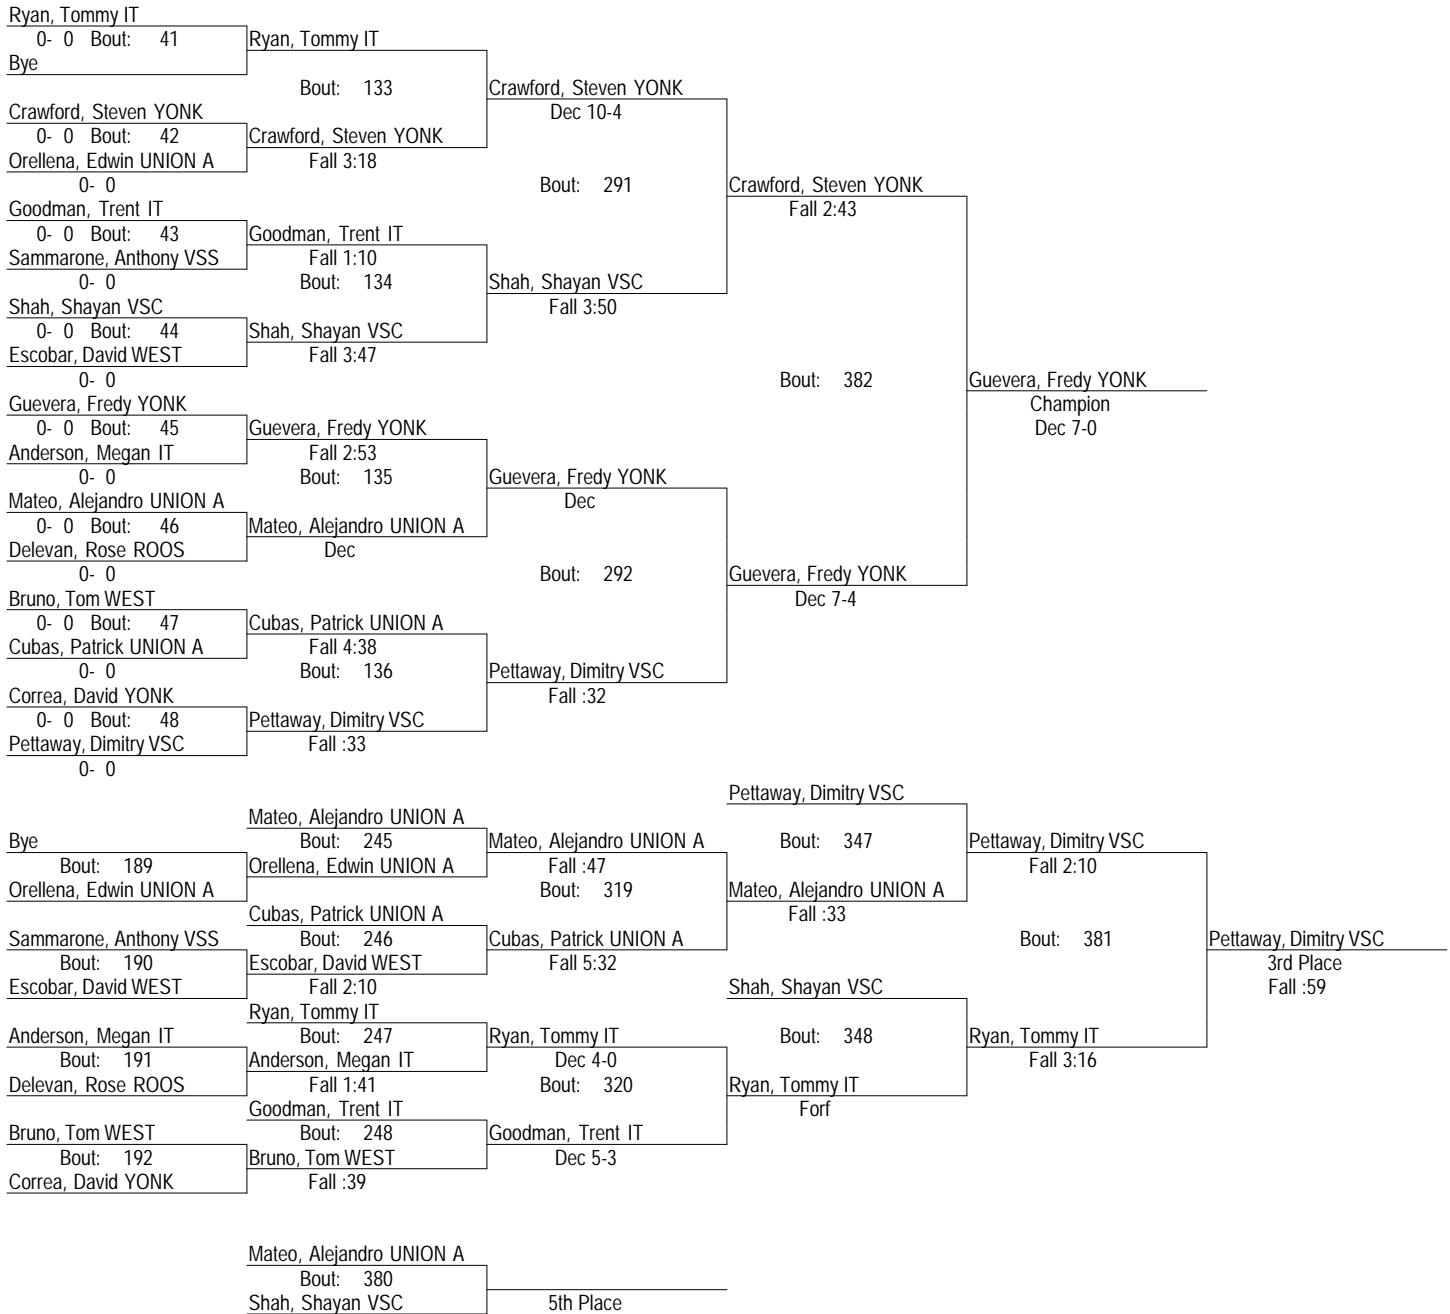 Ryan, Tommy IT
0- 0 Bout: 41 Ryan, Tommy IT
Bye
Bout: 133 Crawford, Steven YONK
Crawford, Steven YONK Dec 10-4
0- 0 Bout: 42 Crawford, Steven YONK
Orellena, Edwin UNION A Fall 3:18
0- 0 Bout: 291 Crawford, Steven YONK
Goodman, Trent IT Fall 2:43
0- 0 Bout: 43 Goodman, Trent IT
Sammarone, Anthony VSS Fall 1:10
0- 0 Bout: 134 Shah, Shayan VSC
Shah, Shayan VSC Fall 3:50
0- 0 Bout: 44 Shah, Shayan VSC
Escobar, David WEST Fall 3:47
0- 0 Bout: 382 Guevera, Fredy YONK
Guevera, Fredy YONK Champion
0- 0 Bout: 45 Guevera, Fredy YONK Dec 7-0
Anderson, Megan IT Fall 2:53
0- 0 Bout: 135 Guevera, Fredy YONK
Mateo, Alejandro UNION A Dec
0- 0 Bout: 46 Mateo, Alejandro UNION A
Delevan, Rose ROOS Dec
0- 0 Bout: 292 Guevera, Fredy YONK
Bruno, Tom WEST Dec 7-4
0- 0 Bout: 47 Cubas, Patrick UNION A
Cubas, Patrick UNION A Fall 4:38
0- 0 Bout: 136 Pettaway, Dimitry VSC
Correa, David YONK Fall :32
0- 0 Bout: 48 Pettaway, Dimitry VSC
Pettaway, Dimitry VSC Fall :33
0- 0
Pettaway, Dimitry VSC
Mateo, Alejandro UNION A
Bye Bout: 245 Mateo, Alejandro UNION A Bout: 347 Pettaway, Dimitry VSC
Bout: 189 Orellena, Edwin UNION A Fall :47 Fall 2:10
Orellena, Edwin UNION A Bout: 319 Mateo, Alejandro UNION A
Cubas, Patrick UNION A Fall :33
Sammarone, Anthony VSS Bout: 246 Cubas, Patrick UNION A Bout: 381 Pettaway, Dimitry VSC
Bout: 190 Escobar, David WEST Fall 5:32 3rd Place
Escobar, David WEST Fall 2:10 Shah, Shayan VSC Fall :59
Ryan, Tommy IT
Anderson, Megan IT Bout: 247 Ryan, Tommy IT Bout: 348 Ryan, Tommy IT
Bout: 191 Anderson, Megan IT Dec 4-0 Fall 3:16
Delevan, Rose ROOS Fall 1:41 Bout: 320 Ryan, Tommy IT
Goodman, Trent IT Forf
Bruno, Tom WEST Bout: 248 Goodman, Trent IT
Bout: 192 Bruno, Tom WEST Dec 5-3
Correa, David YONK Fall :39
Mateo, Alejandro UNION A
Bout: 380
Shah, Shayan VSC 5th Place